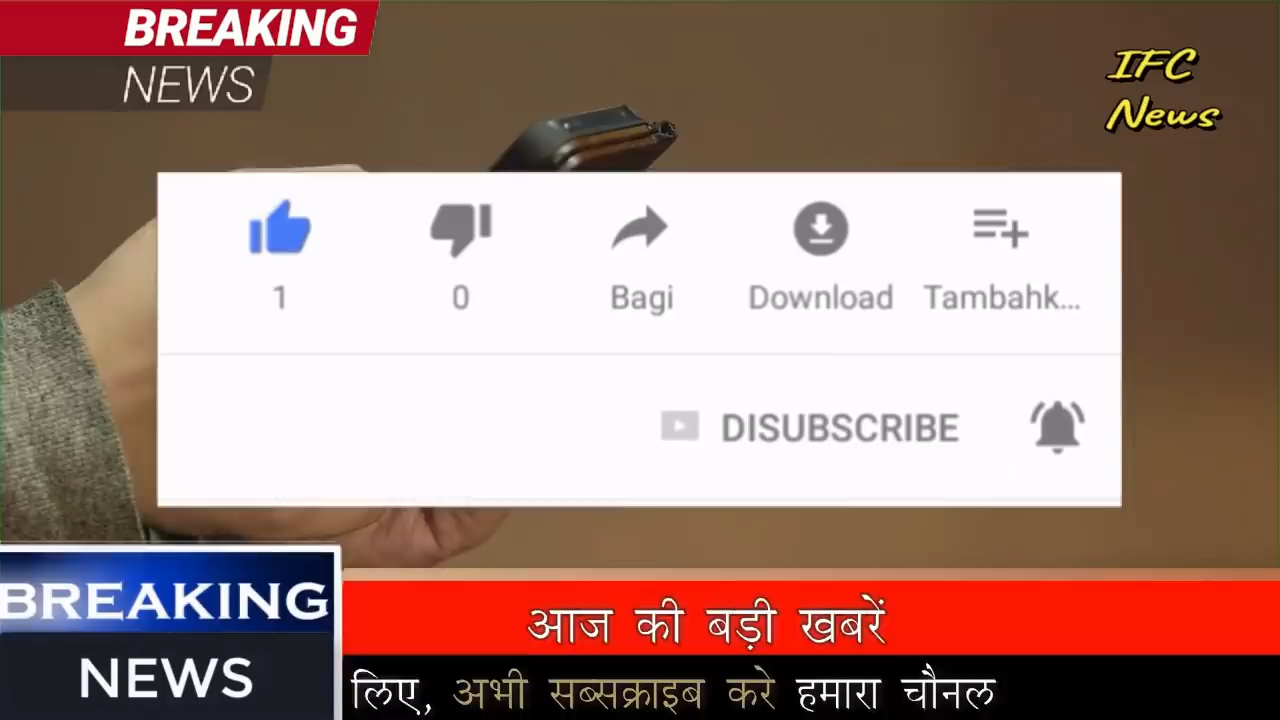 BREAKING
NEWS
IFC
News
1
0
Bagi
Download
Tambahk...
DISUBSCRIBE
BREAKING
NEWS
आज की बड़ी खबरें
लिए, अभी सब्सक्राइब करे हमारा चौनल